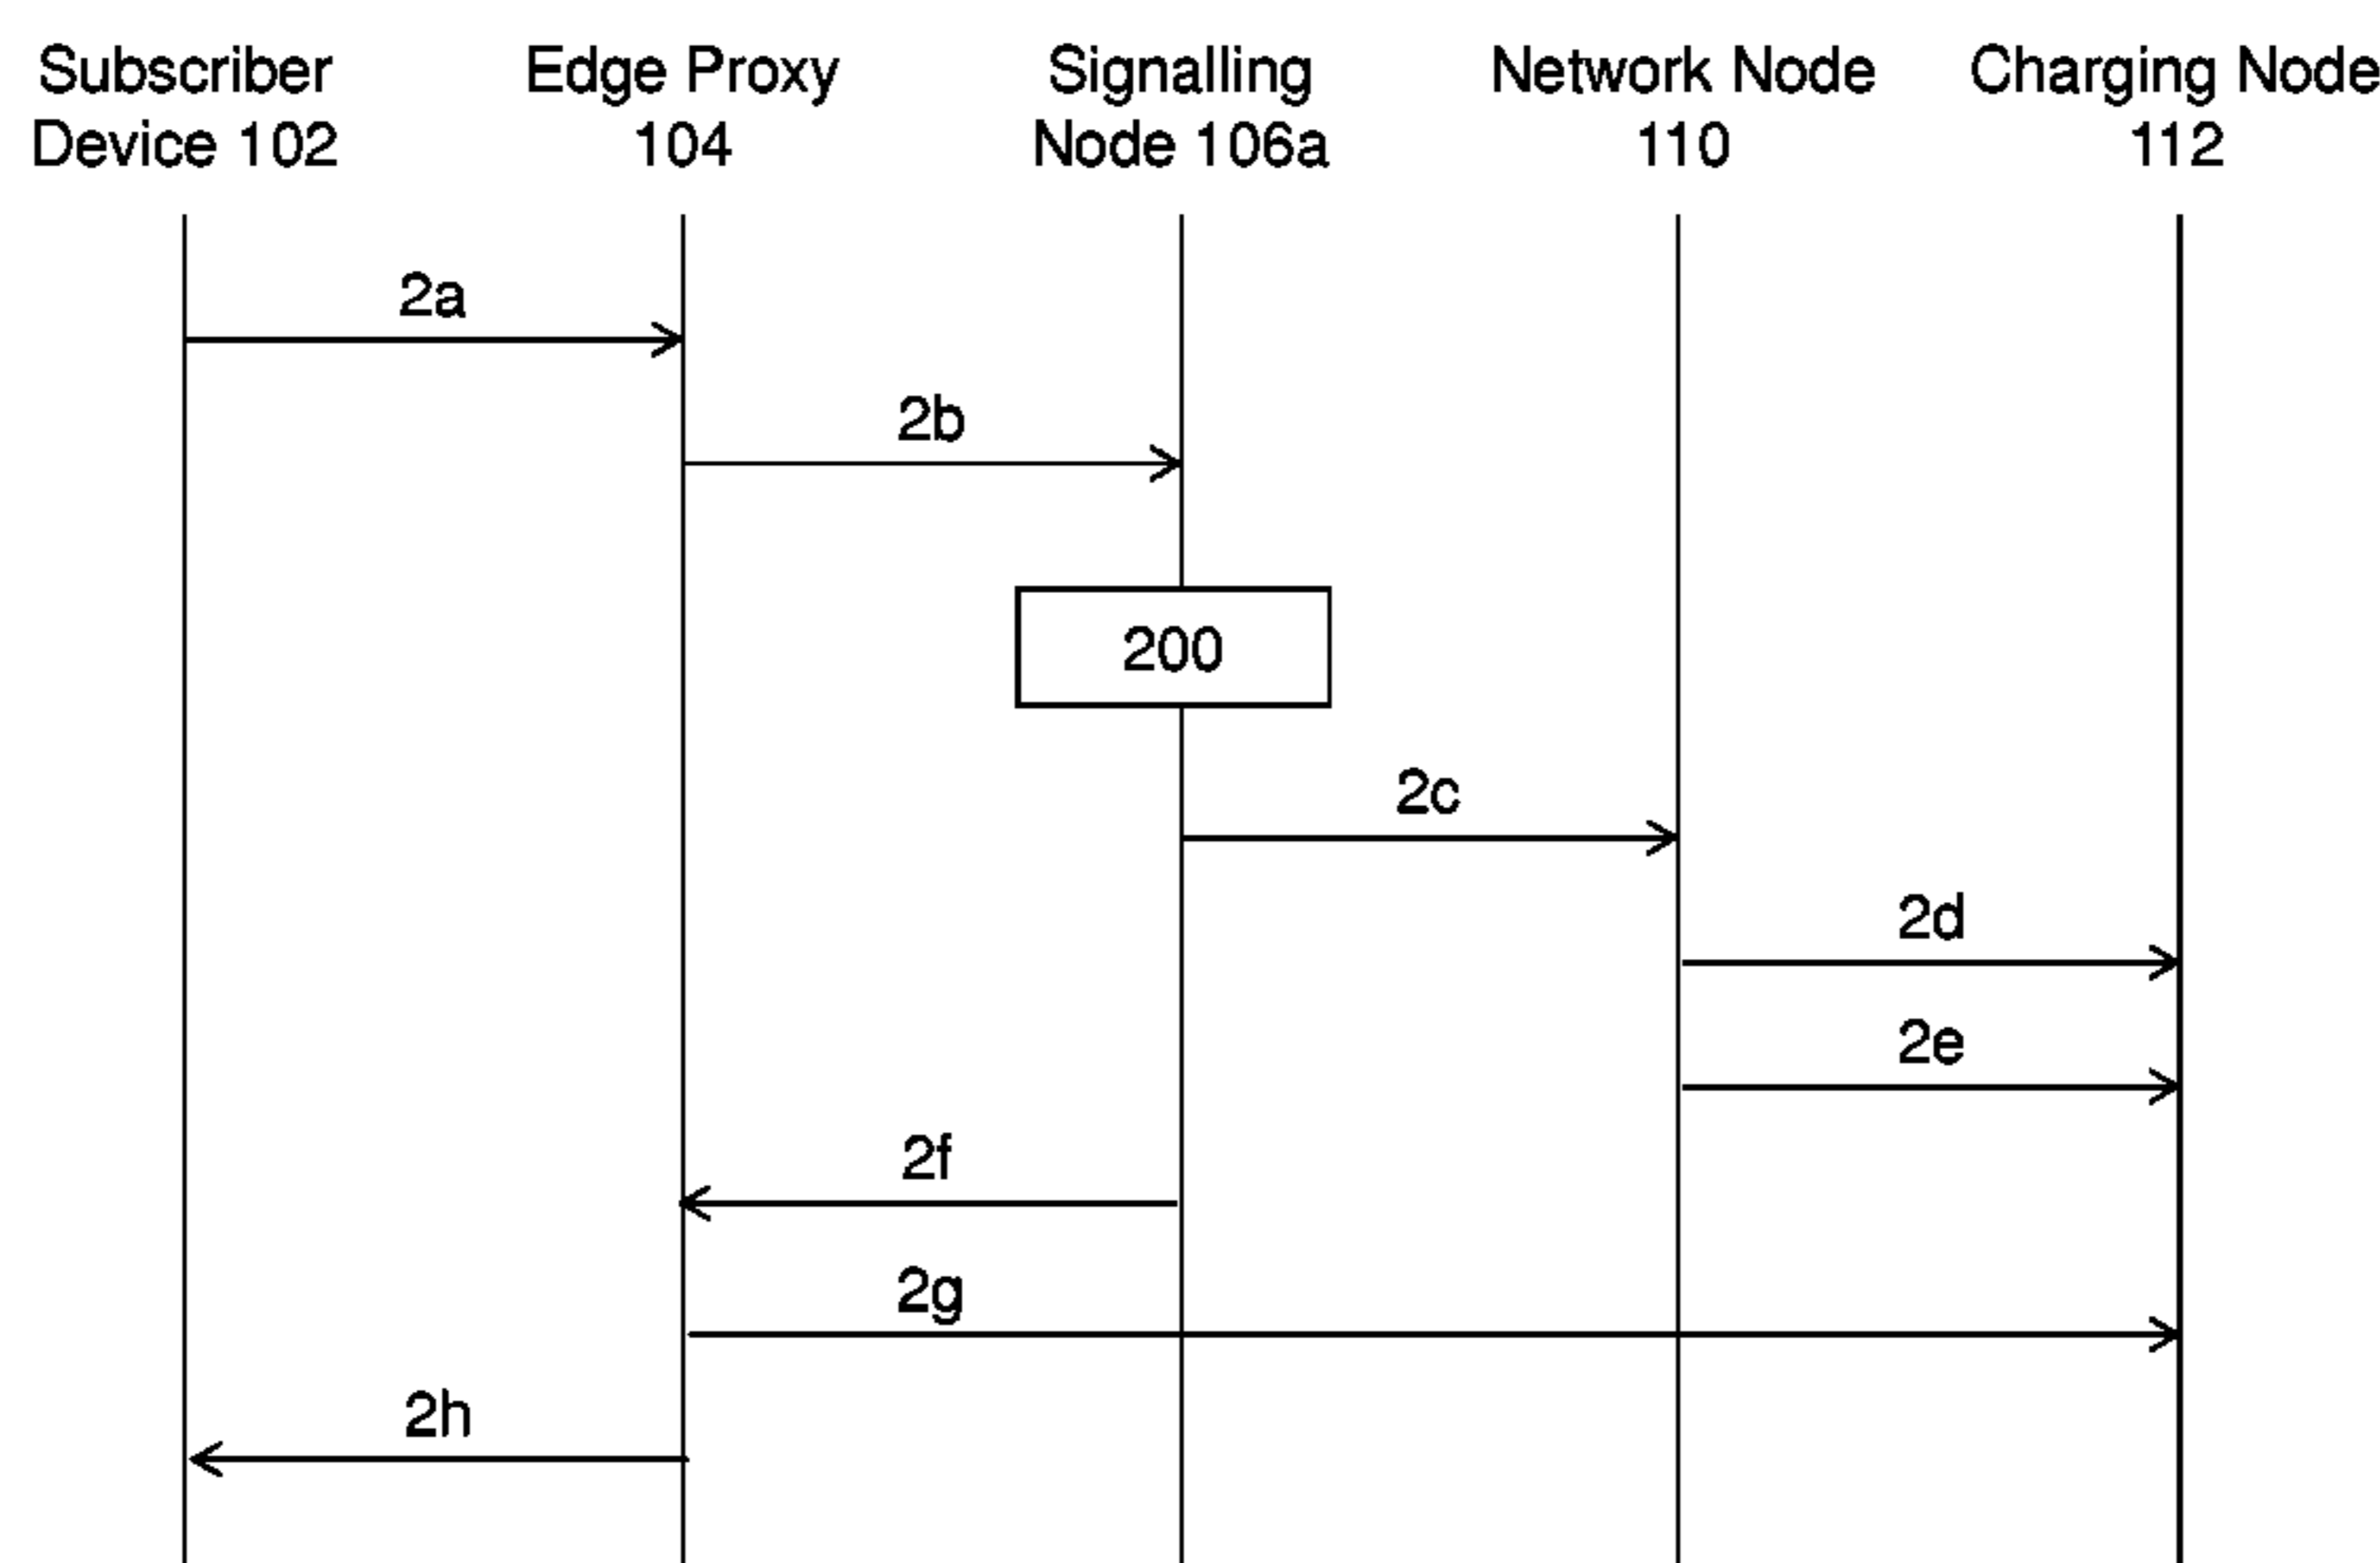 Subscriber
Device 102
Edge Proxy
104
Signalling
Node 106a
Network Node
110
Charging Node
112
2a
2b
200
2c
2d
2e
2f
2g
2h